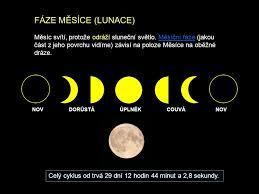 FÁZE MĚSÍCE (LUNACE)
Měsíc svítí, protože odráží sluneční světlo. Měsíční fáze (jakou
část z jeho povrchu vidíme) závisí na poloze Měsíce na oběžné
dráze.
NOV DORŮSTÁ ÚPLNĚK COUVÁ NOV
Celý cyklus od trvá 29 dní 12 hodin 44 minut a 2,8 sekundy.